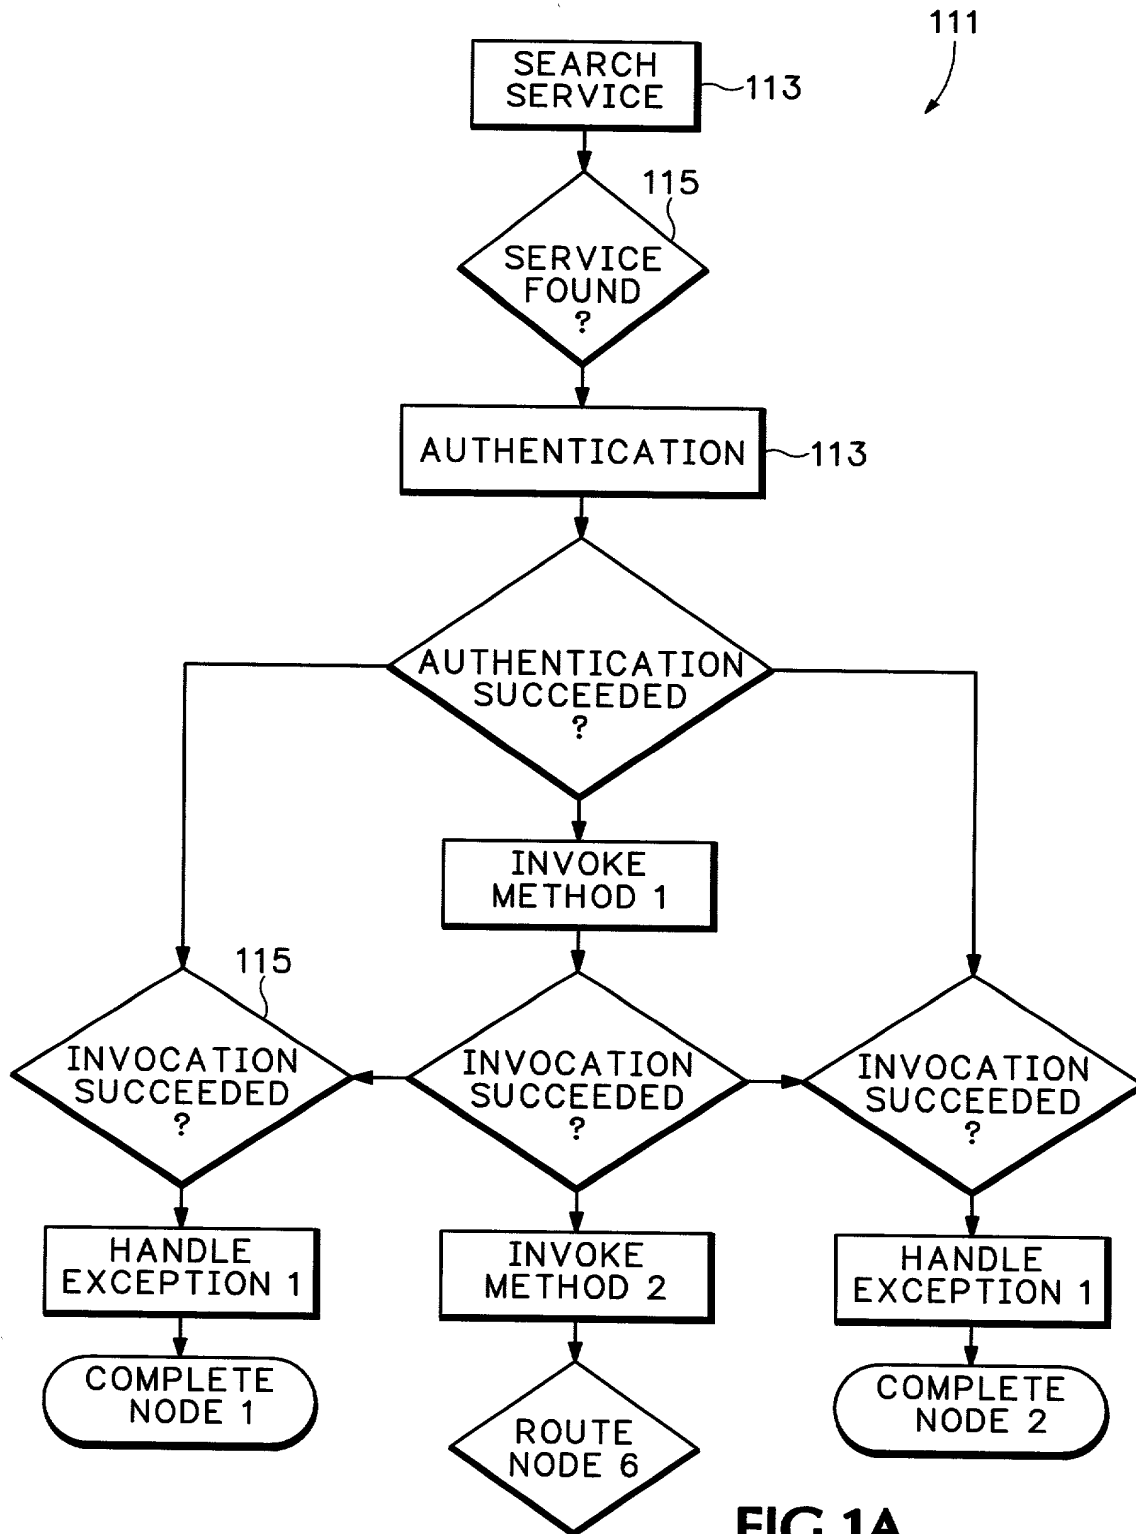 111
SEARCH
SERVICE
113
115
SERVICE
FOUND
?
AUTHENTICATION
113
AUTHENTICATION
SUCCEEDED
?
INVOKE
METHOD 1
115
INVOCATION
SUCCEEDED
?
INVOCATION
SUCCEEDED
?
INVOCATION
SUCCEEDED
?
HANDLE
EXCEPTION 1
INVOKE
METHOD 2
HANDLE
EXCEPTION 1
COMPLETE
NODE 1
ROUTE
NODE 6
COMPLETE
NODE 2
FIG. 1A